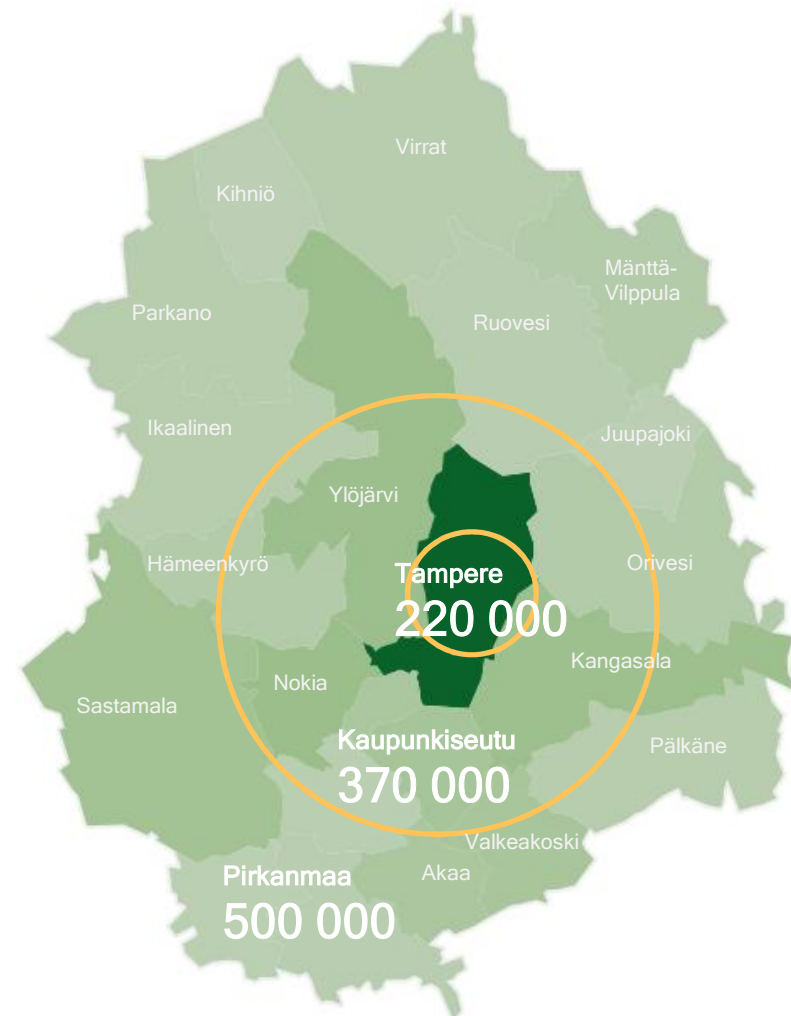 Virrat
Kihniö
Mänttä-
Vilppula
Parkano
Ruovesi
Ikaalinen
Juupajoki
Ylöjärvi
Hämeenkyrö
Orivesi
Tampere
220 000
Kangasala
Nokia
Sastamala
Kaupunkiseutu
370 000
Pälkäne
Valkeakoski
Akaa
Pirkanmaa
500 000